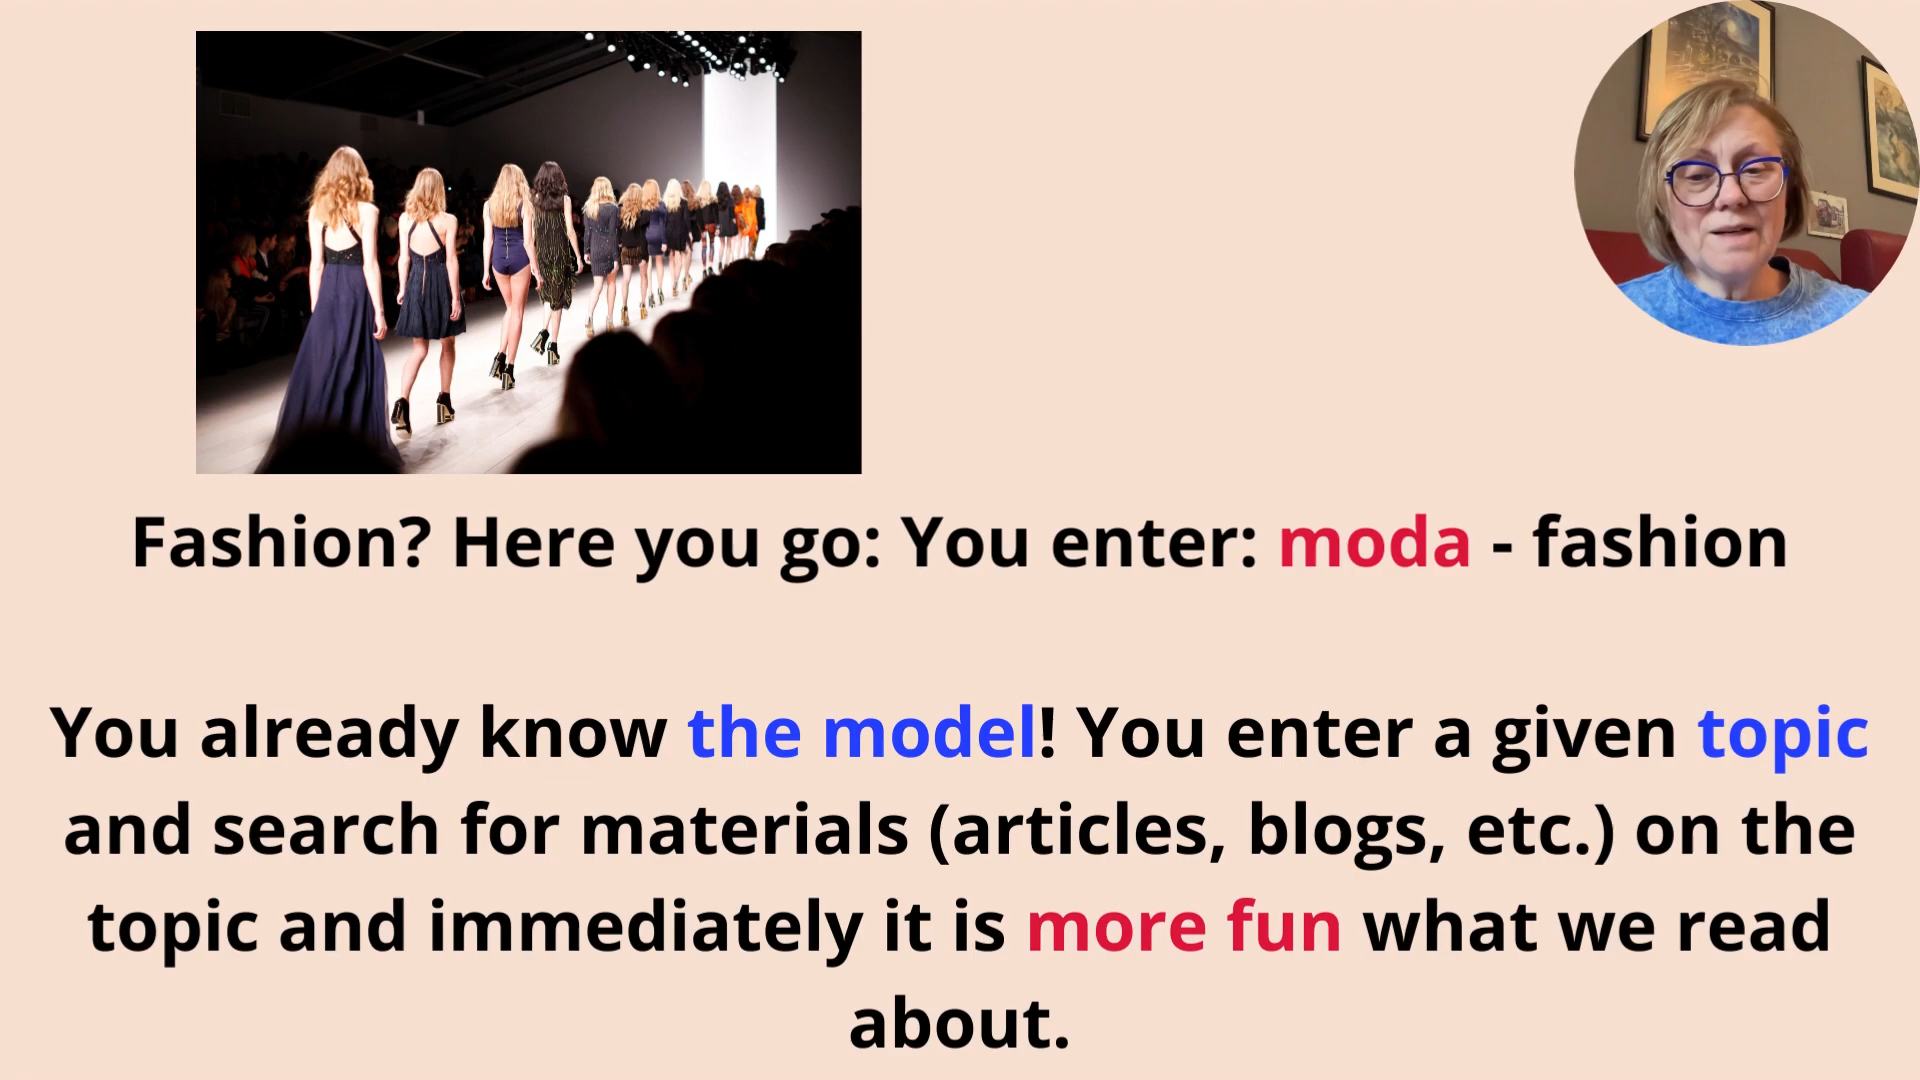 Fashion? Here you go: You enter: moda - fashion
You already know the model! You enter a given topic
and search for materials (articles, blogs, etc.) on the
topic and immediately it is more fun what we read
about.